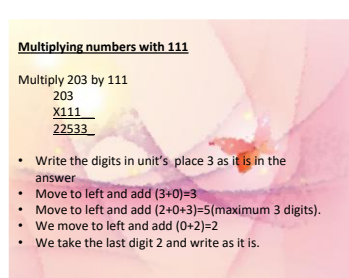 Multiplying numbers with 111
Multiply 203 by 111
203
X111
22533
• Write the digits in unit's place 3 as it is in the
answer
• Move to left and add (3+0)=3
• Move to left and add (2+0+3)=5(maximum 3 digits).
• We move to left and add (0+2)=2
• We take the last digit 2 and write as it is.